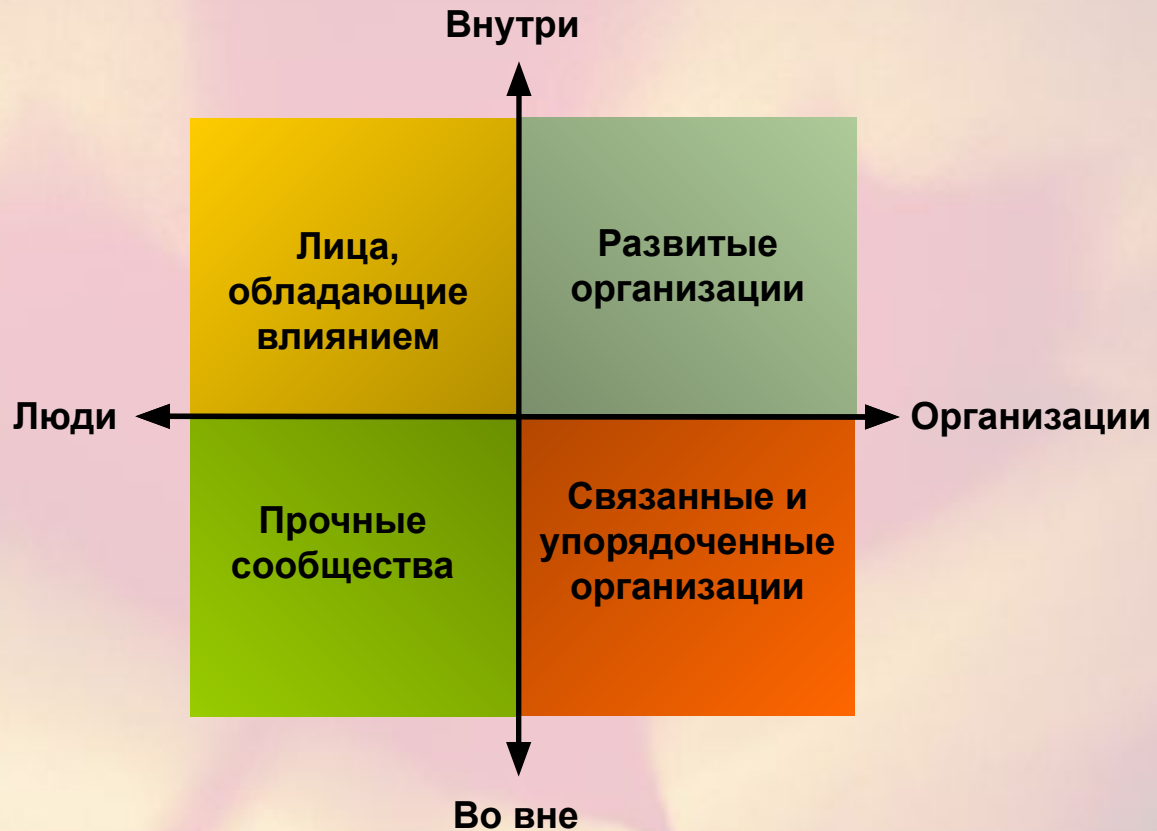 Внутри
Лица,
обладающие
влиянием
Развитые
организации
Люди
Организации
Прочные
сообщества
Связанные и
упорядоченные
организации
Во вне